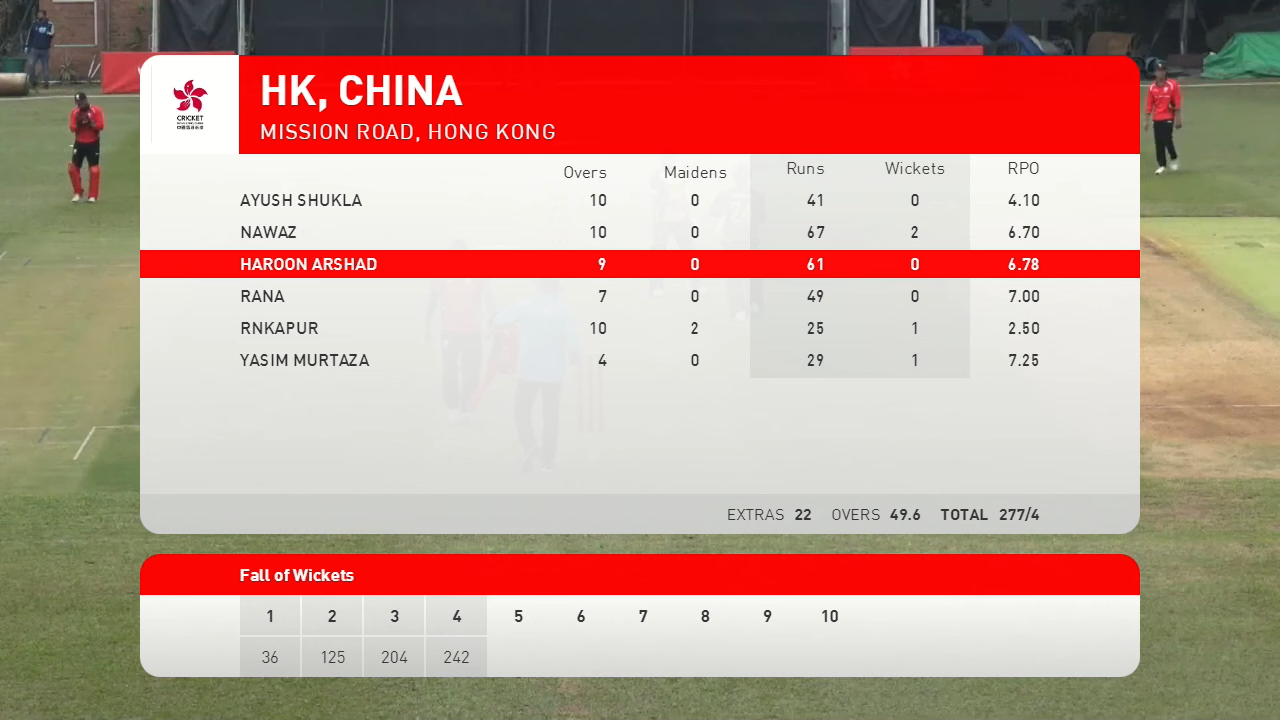 HK, CHINA
MISSION ROAD, HONG KONG
CRICKET
Overs Maidens Runs Wickets RPO
AYUSH SHUKLA 10 0 41 0 4.10
NAWAZ 10 0 67 2 6.70
HAROON ARSHAD 9 0 61 0 6.78
RANA 7 0 49 0 7.00
RNKAPUR 10 2 25 1 2.50
YASIM MURTAZA 4 0 29 1 7.25
EXTRAS 22 OVERS 49.6 TOTAL 277/4
Fall of Wickets
1 2 3 4 5 6 7 8 9 10
36 125 204 242